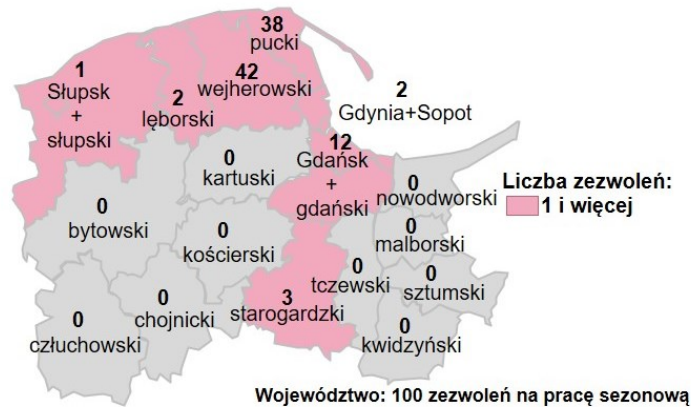 38
pucki
1
Słupsk
+
słupski
2
lęborski
42
wejherowski
2
Gdynia+Sopot
12
Gdańsk
+
gdański
0
kartuski
0
nowodworski
Liczba zezwoleń:
1 i więcej
0
bytowski
0
kościerski
0
malborski
0
tczewski
0
sztumski
0
człuchowski
0
chojnicki
3
starogardzki
0
kwidzyński
Województwo: 100 zezwoleń na pracę sezonową